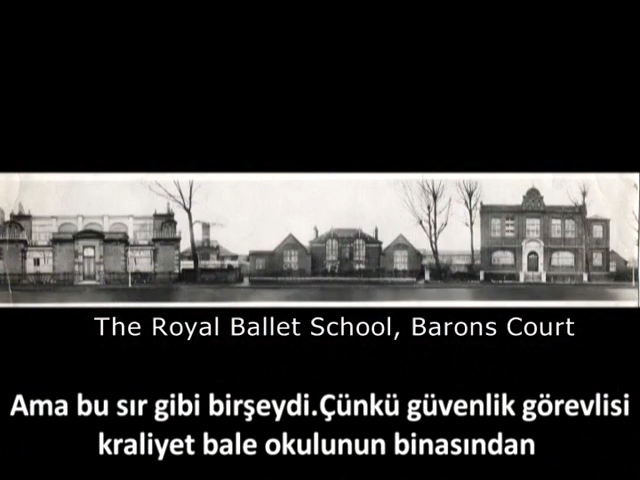 The Royal Ballet School, Barons Court
Ama bu sır gibi birşeydi.Çünkü güvenlik görevlisi
kraliyet bale okulunun binasından